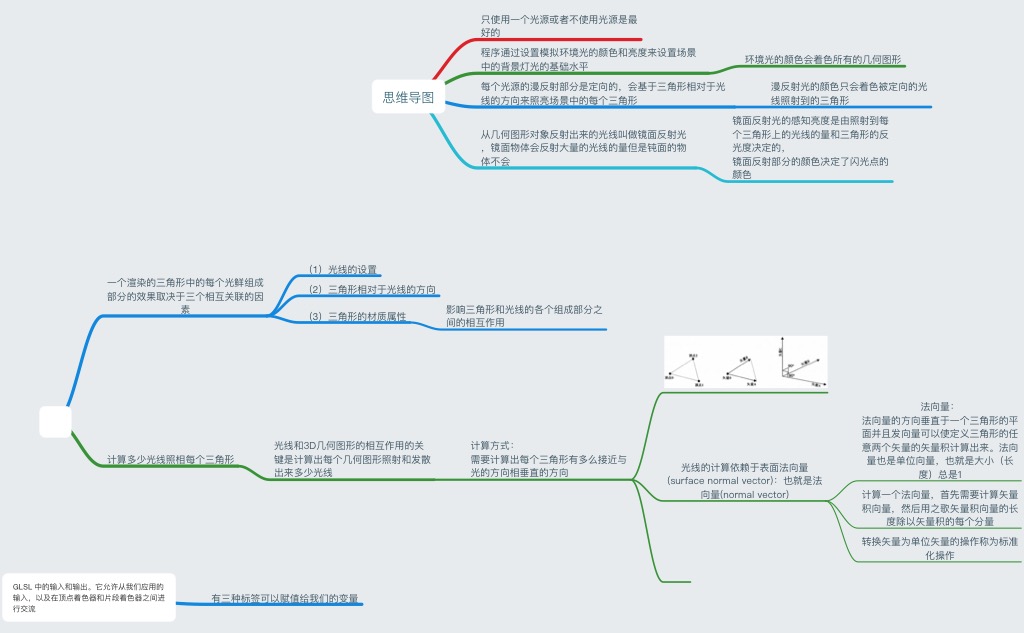 只使用一个光源或者不使用光源是最
好的
程序通过设置模拟环境光的颜色和亮度来设置场景
中的背景灯光的基础水平
环境光的颜色会着色所有的几何图形
思维导图
每个光源的漫反射部分是定向的，会基于三角形相对于光
线的方向来照亮场景中的每个三角形
漫反射光的颜色只会着色被定向的光
线照射到的三角形
从几何图形对象反射出来的光线叫做镜面反射光
，镜面物体会反射大量的光线的量但是钝面的物
体不会
镜面反射光的感知亮度是由照射到每
个三角形上的光线的量和三角形的反
光度决定的，
镜面反射部分的颜色决定了闪光点的
颜色
一个渲染的三角形中的每个光鲜组成
部分的效果取决于三个相互关联的因
素
（1）光线的设置
（2）三角形相对于光线的方向
（3）三角形的材质属性
影响三角形和光线的各个组成部分之
间的相互作用
计算多少光线照相每个三角形
光线和3D几何图形的相互作用的关
键是计算出每个几何图形照射和发散
出来多少光线
计算方式：
需要计算出每个三角形有多么接近与
光的方向相垂直的方向
光线的计算依赖于表面法向量
（surface normal vector）：也就是法
向量(normal vector)
法向量：
法向量的方向垂直于一个三角形的平
面并且发向量可以使定义三角形的任
意两个矢量的矢量积计算出来。法向
量也是单位向量，也就是大小（长
度）总是1
计算一个法向量，首先需要计算矢量
积向量，然后用之歌矢量积向量的长
度除以矢量积的每个分量
转换矢量为单位矢量的操作称为标准
化操作
GLSL 中的输入和输出。它允许从我们应用的
输入，以及在顶点着色器和片段着色器之间进
行交流
有三种标签可以赋值给我们的变量